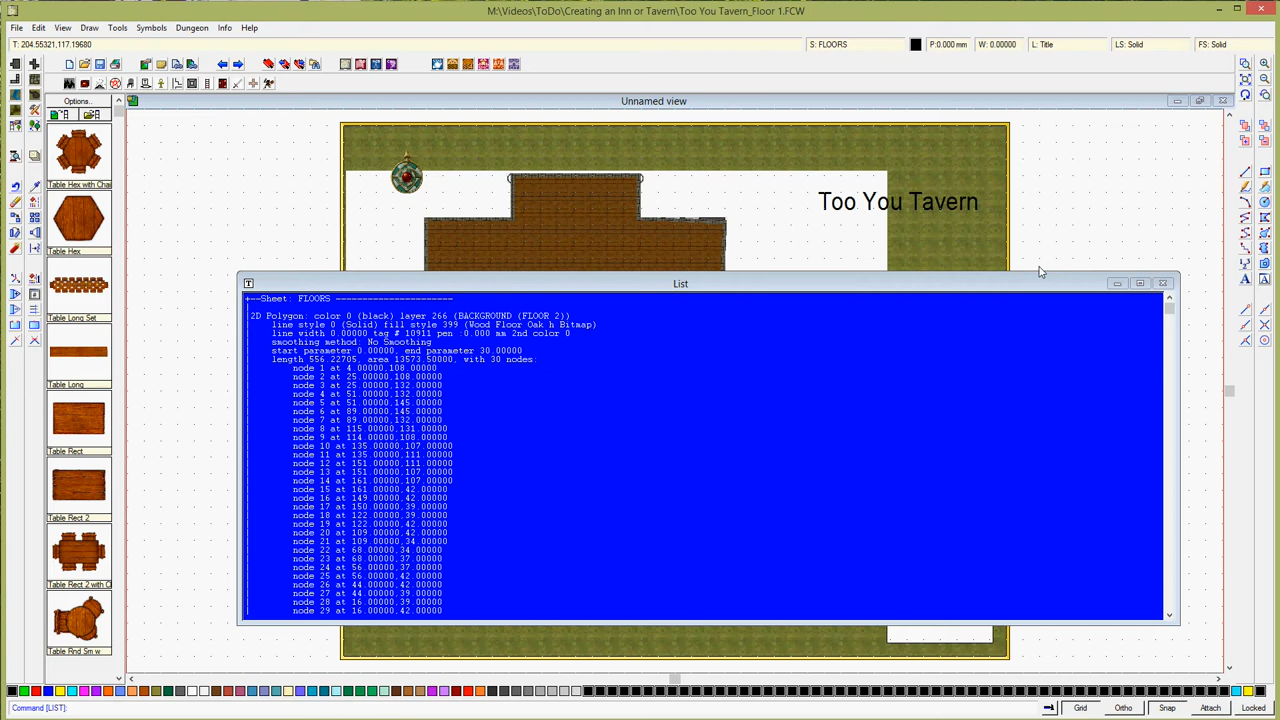 M:\Videos\ToDo\Creating an Inn or Tavern\Too You Tavern_Floor 1.FCW
File Edit View Draw Tools Symbols Dungeon Info Help
T: 204.55321,117.19680 S: FLOORS P:0.000 mm W: 0.00000 L: Title LS: Solid FS: Solid
Options..
Unnamed view
Table Hex with Chai
Table Hex
Table Long Set
Table Long
Table Rect
Table Rect 2
Table Rect 2 with C
Table Rnd Sm w
Too You Tavern
List
+--Sheet: FLOORS -----------------------
2D Polygon: color 0 (black) layer 266 (BACKGROUND (FLOOR 2))
line style 0 (Solid) fill style 399 (Wood Floor Oak h Bitmap)
line width 0.00000 tag # 10911 pen :0.000 mm 2nd color 0
smoothing method: No Smoothing
start parameter 0.00000, end parameter 30.00000
length 556.22705, area 13573.50000, with 30 nodes:
node 1 at 4.00000,108.00000
node 2 at 25.00000,108.00000
node 3 at 25.00000,132.00000
node 4 at 51.00000,132.00000
node 5 at 51.00000,145.00000
node 6 at 89.00000,145.00000
node 7 at 89.00000,132.00000
node 8 at 115.00000,131.00000
node 9 at 114.00000,108.00000
node 10 at 135.00000,107.00000
node 11 at 135.00000,111.00000
node 12 at 151.00000,111.00000
node 13 at 151.00000,107.00000
node 14 at 161.00000,107.00000
node 15 at 161.00000,42.00000
node 16 at 149.00000,42.00000
node 17 at 150.00000,39.00000
node 18 at 122.00000,39.00000
node 19 at 122.00000,42.00000
node 20 at 109.00000,42.00000
node 21 at 109.00000,34.00000
node 22 at 68.00000,34.00000
node 23 at 68.00000,37.00000
node 24 at 56.00000,37.00000
node 25 at 56.00000,42.00000
node 26 at 44.00000,42.00000
node 27 at 44.00000,39.00000
node 28 at 16.00000,39.00000
node 29 at 16.00000,42.00000
Command [LIST]: Grid Ortho Snap Attach Locked